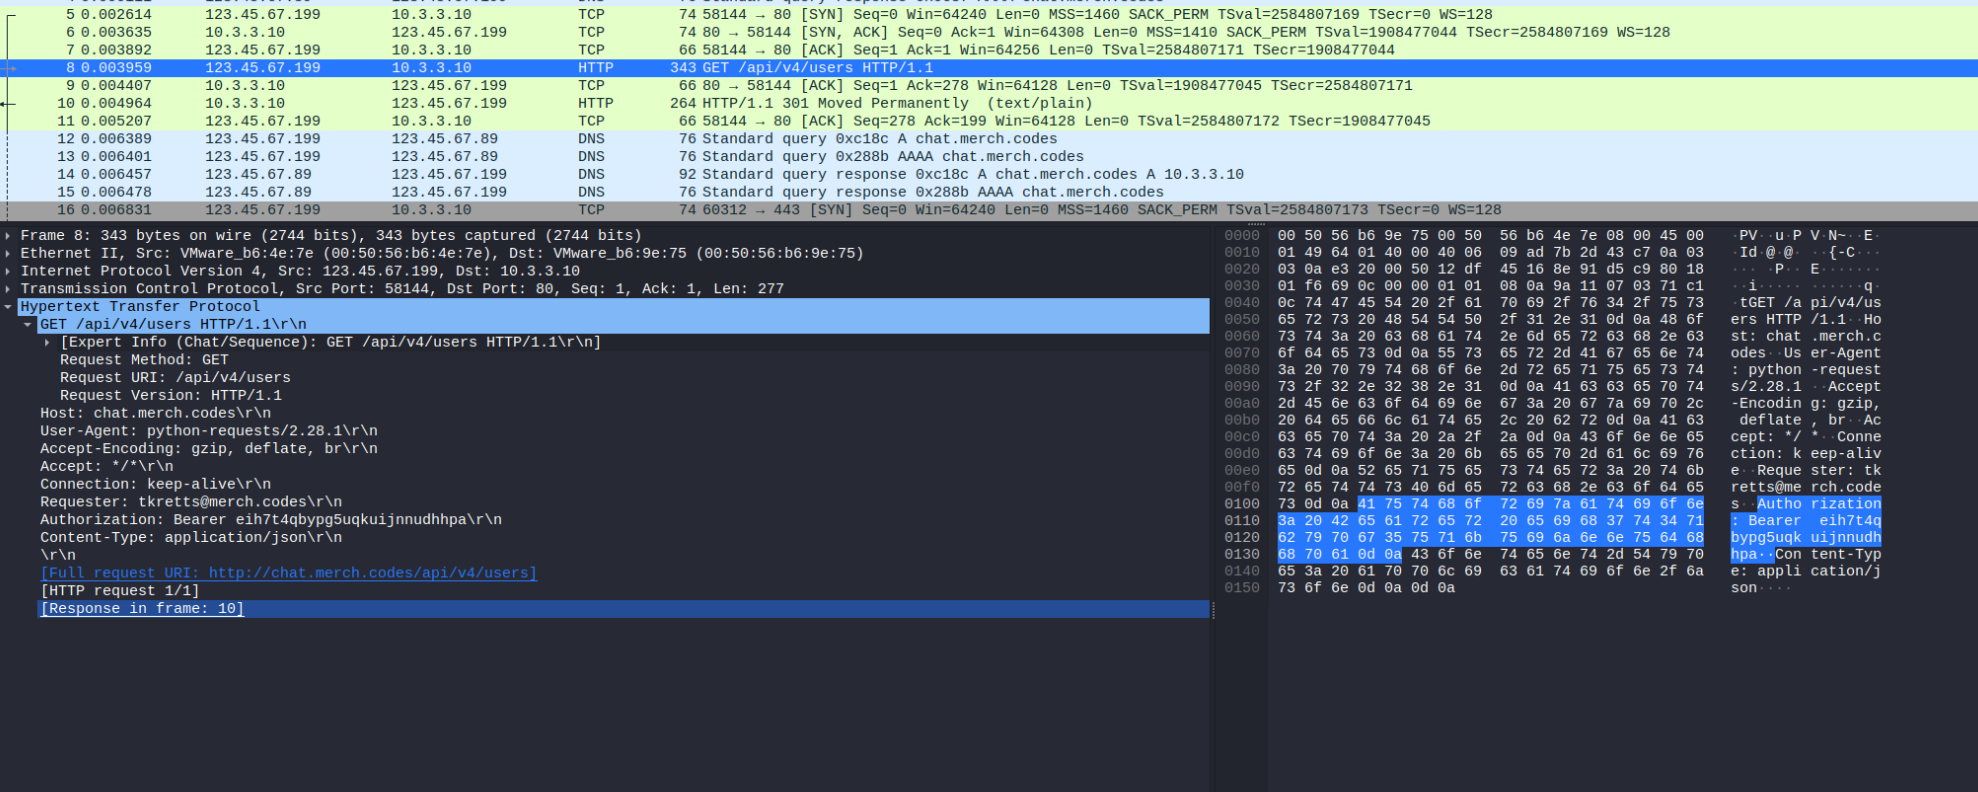 5 0.002614 123.45.67.199 10.3.3.10 TCP 74 58144 → 80 [SYN] Seq=0 Win=64240 Len=0 MSS=1460 SACK_PERM TSval=2584807169 TSecr=0 WS=128
6 0.003635 10.3.3.10 123.45.67.199 TCP 74 80 → 58144 [SYN, ACK] Seq=0 Ack=1 Win=64308 Len=0 MSS=1410 SACK_PERM TSval=1908477044 TSecr=2584807169 WS=128
7 0.003892 123.45.67.199 10.3.3.10 TCP 66 58144 → 80 [ACK] Seq=1 Ack=1 Win=64256 Len=0 TSval=2584807171 TSecr=1908477044
8 0.003959 123.45.67.199 10.3.3.10 HTTP 343 GET /api/v4/users HTTP/1.1
9 0.004407 10.3.3.10 123.45.67.199 TCP 66 80 → 58144 [ACK] Seq=1 Ack=278 Win=64128 Len=0 TSval=1908477045 TSecr=2584807171
10 0.004964 10.3.3.10 123.45.67.199 HTTP 264 HTTP/1.1 301 Moved Permanently (text/plain)
11 0.005207 123.45.67.199 10.3.3.10 TCP 66 58144 → 80 [ACK] Seq=278 Ack=199 Win=64128 Len=0 TSval=2584807172 TSecr=1908477045
12 0.006389 123.45.67.199 123.45.67.89 DNS 76 Standard query 0xc18c A chat.merch.codes
13 0.006401 123.45.67.199 123.45.67.89 DNS 76 Standard query 0x288b AAAA chat.merch.codes
14 0.006457 123.45.67.89 123.45.67.199 DNS 92 Standard query response 0xc18c A chat.merch.codes A 10.3.3.10
15 0.006478 123.45.67.89 123.45.67.199 DNS 76 Standard query response 0x288b AAAA chat.merch.codes
16 0.006831 123.45.67.199 10.3.3.10 TCP 74 60312 → 443 [SYN] Seq=0 Win=64240 Len=0 MSS=1460 SACK_PERM TSval=2584807173 TSecr=0 WS=128
Frame 8: 343 bytes on wire (2744 bits), 343 bytes captured (2744 bits)
Ethernet II, Src: VMware_b6:4e:7e (00:50:56:b6:4e:7e), Dst: VMware_b6:9e:75 (00:50:56:b6:9e:75)
Internet Protocol Version 4, Src: 123.45.67.199, Dst: 10.3.3.10
Transmission Control Protocol, Src Port: 58144, Dst Port: 80, Seq: 1, Ack: 1, Len: 277
Hypertext Transfer Protocol
GET /api/v4/users HTTP/1.1\r\n
[Expert Info (Chat/Sequence): GET /api/v4/users HTTP/1.1\r\n]
Request Method: GET
Request URI: /api/v4/users
Request Version: HTTP/1.1
Host: chat.merch.codes\r\n
User-Agent: python-requests/2.28.1\r\n
Accept-Encoding: gzip, deflate, br\r\n
Accept: */*\r\n
Connection: keep-alive\r\n
Requester: tkretts@merch.codes\r\n
Authorization: Bearer eih7t4qbypg5uqkuijnnudhhpa\r\n
Content-Type: application/json\r\n
\r\n
[Full request URI: http://chat.merch.codes/api/v4/users]
[HTTP request 1/1]
[Response in frame: 10]
0000 00 50 56 b6 9e 75 00 50 56 b6 4e 7e 08 00 45 00 ·PV··u·P V·N~··E·
0010 01 49 64 01 40 00 40 06 09 ad 7b 2d 43 c7 0a 03 ·Id·@·@· ··{-C···
0020 03 0a e3 20 00 50 12 df 45 16 8e 91 d5 c9 80 18 ··· ·P·· E·······
0030 01 f6 69 0c 00 00 01 01 08 0a 9a 11 07 03 71 c1 ··i····· ······q·
0040 0c 74 47 45 54 20 2f 61 70 69 2f 76 34 2f 75 73 ·tGET /a pi/v4/us
0050 65 72 73 20 48 54 54 50 2f 31 2e 31 0d 0a 48 6f ers HTTP /1.1··Ho
0060 73 74 3a 20 63 68 61 74 2e 6d 65 72 63 68 2e 63 st: chat .merch.c
0070 6f 64 65 73 0d 0a 55 73 65 72 2d 41 67 65 6e 74 odes··Us er-Agent
0080 3a 20 70 79 74 68 6f 6e 2d 72 65 71 75 65 73 74 : python -request
0090 73 2f 32 2e 32 38 2e 31 0d 0a 41 63 63 65 70 74 s/2.28.1 ··Accept
00a0 2d 45 6e 63 6f 64 69 6e 67 3a 20 67 7a 69 70 2c -Encodin g: gzip,
00b0 20 64 65 66 6c 61 74 65 2c 20 62 72 0d 0a 41 63 deflate , br··Ac
00c0 63 65 70 74 3a 20 2a 2f 2a 0d 0a 43 6f 6e 6e 65 cept: */ *··Conne
00d0 63 74 69 6f 6e 3a 20 6b 65 65 70 2d 61 6c 69 76 ction: k eep-aliv
00e0 65 0d 0a 52 65 71 75 65 73 74 65 72 3a 20 74 6b e··Reque ster: tk
00f0 72 65 74 74 73 40 6d 65 72 63 68 2e 63 6f 64 65 retts@me rch.code
0100 73 0d 0a 41 75 74 68 6f 72 69 7a 61 74 69 6f 6e s··Autho rization
0110 3a 20 42 65 61 72 65 72 20 65 69 68 37 74 34 71 : Bearer eih7t4q
0120 62 79 70 67 35 75 71 6b 75 69 6a 6e 6e 75 64 68 bypg5uqk uijnnudh
0130 68 70 61 0d 0a 43 6f 6e 74 65 6e 74 2d 54 79 70 hpa··Con tent-Typ
0140 65 3a 20 61 70 70 6c 69 63 61 74 69 6f 6e 2f 6a e: appli cation/j
0150 73 6f 6e 0d 0a 0d 0a son····